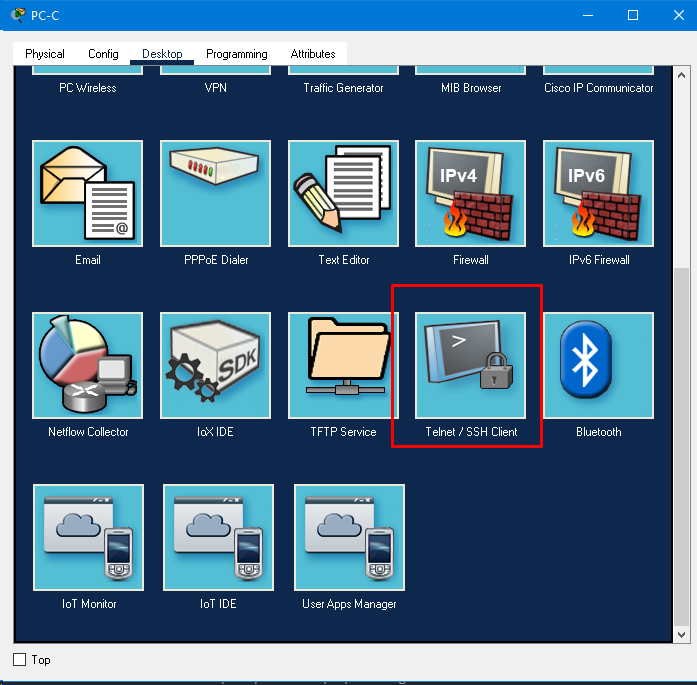 PC-C
Physical Config Desktop Programming Attributes
PC Wireless VPN Traffic Generator MIB Browser Cisco IP Communicator
@ IPv4 IPv6
Email PPPoE Dialer Text Editor Firewall IPv6 Firewall
SDK >
Netflow Collector IoX IDE TFTP Service Telnet / SSH Client Bluetooth
IoT Monitor IoT IDE User Apps Manager
Top